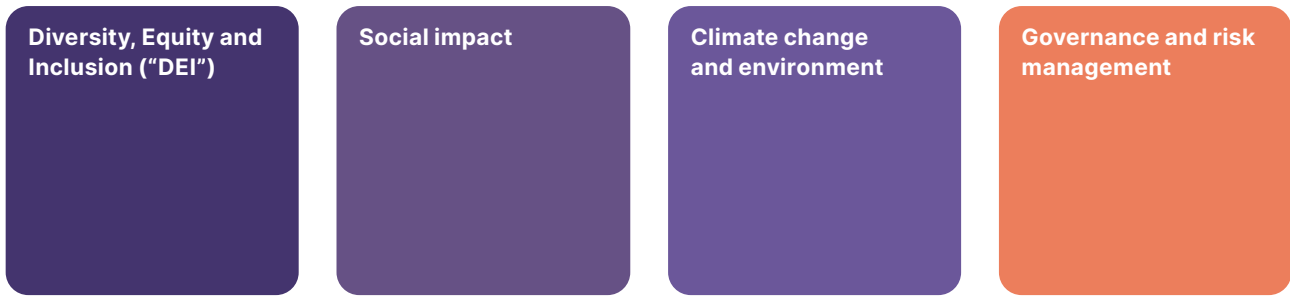 Diversity, Equity and
Inclusion (“DEI”)
Social impact
Climate change
and environment
Governance and risk
management